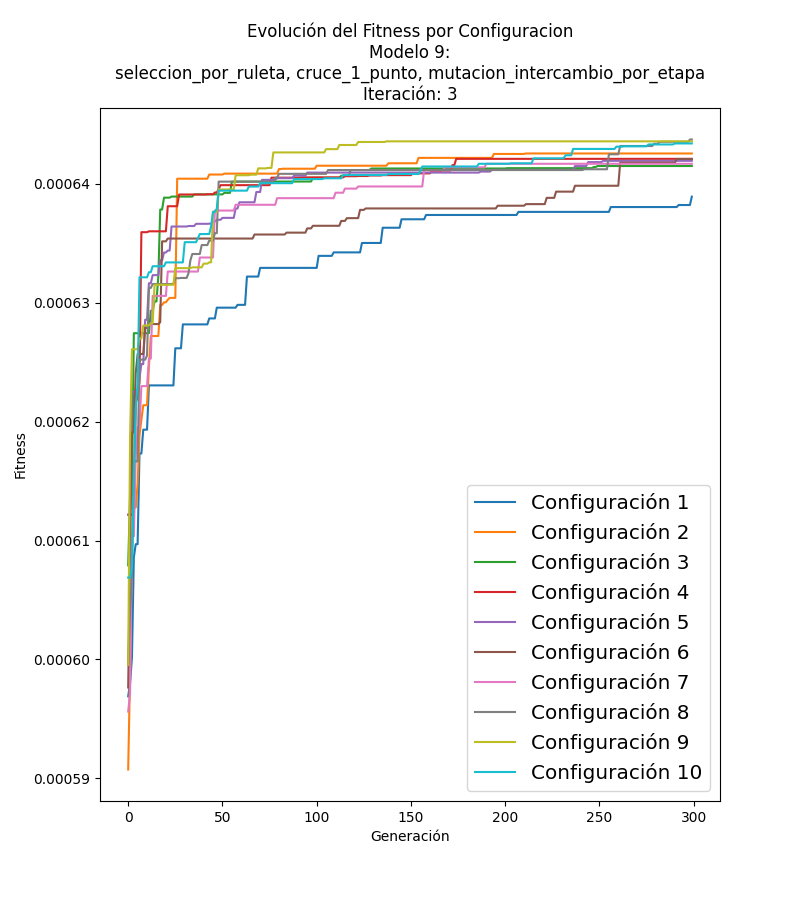 Evolución del Fitness por Configuracion
Modelo 9:
seleccion_por_ruleta, cruce_1_punto, mutacion_intercambio_por_etapa
Iteración: 3
Fitness
0.00064
0.00063
0.00062
0.00061
0.00060
0.00059
Configuración 1
Configuración 2
Configuración 3
Configuración 4
Configuración 5
Configuración 6
Configuración 7
Configuración 8
Configuración 9
Configuración 10
0 50 100 150 200 250 300
Generación